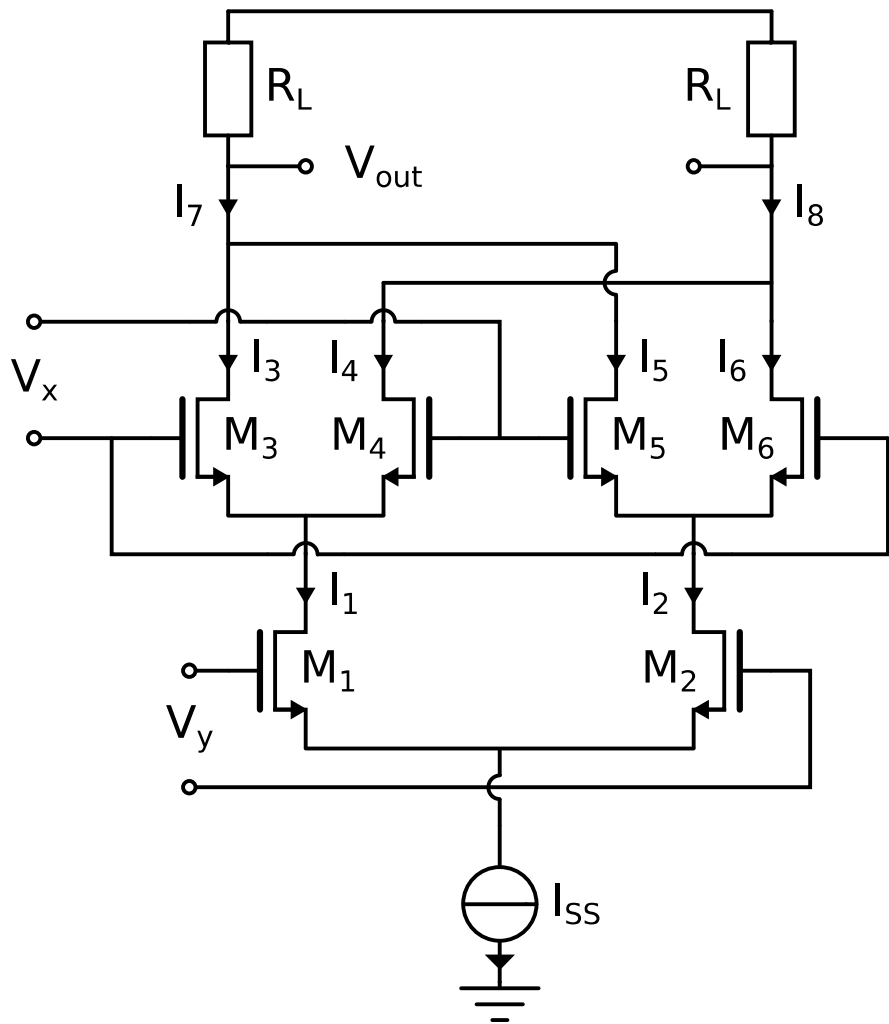 R_L R_L
V_out
I_7 I_8
I_3 I_4 I_5 I_6
V_x
M_3 M_4 M_5 M_6
I_1 I_2
M_1 M_2
V_y
I_SS